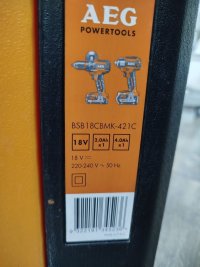 AEG
POWERTOOLS
BSB18CBMK-421C
18V
2.0Ah
x1
4.0Ah
x1
18 V
220-240 V ~ 50 Hz